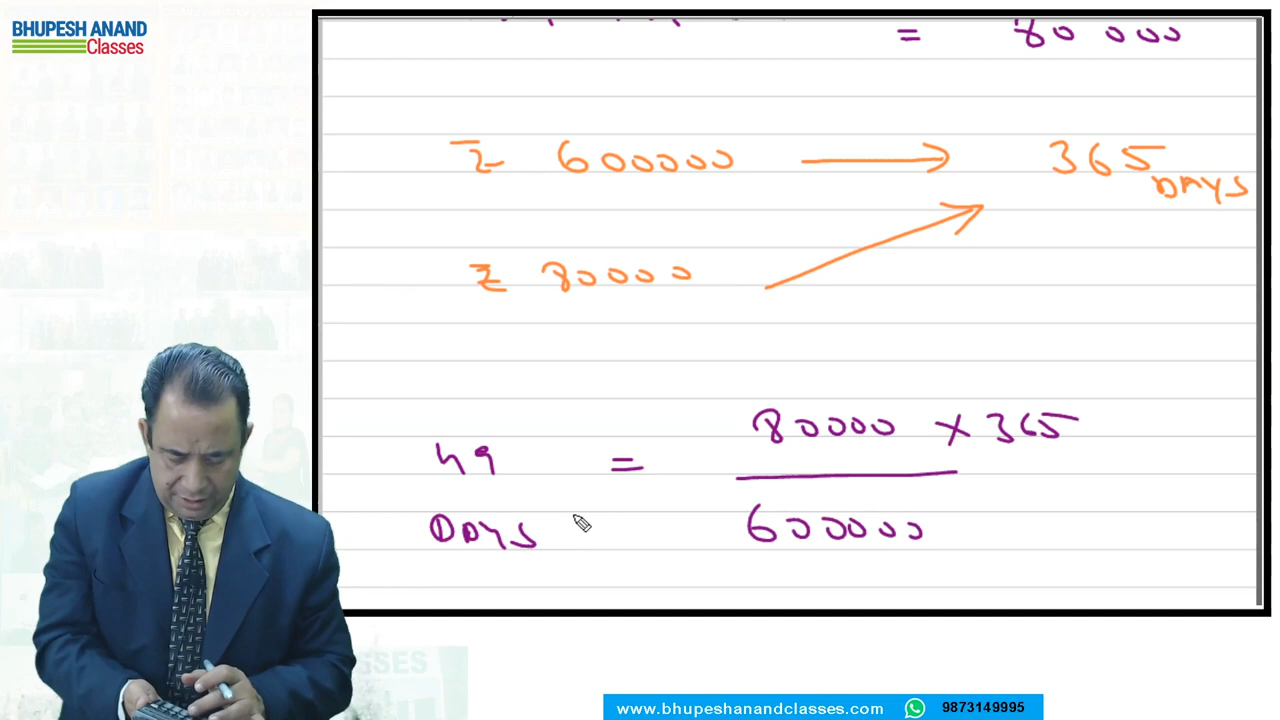 BHUPESH ANAND
Classes
= 80 000
₹ 600000 → 365
DAYS
₹ 80000
49 = 80000 × 365
DAYS 600000
www.bhupeshanandclasses.com 9873149995